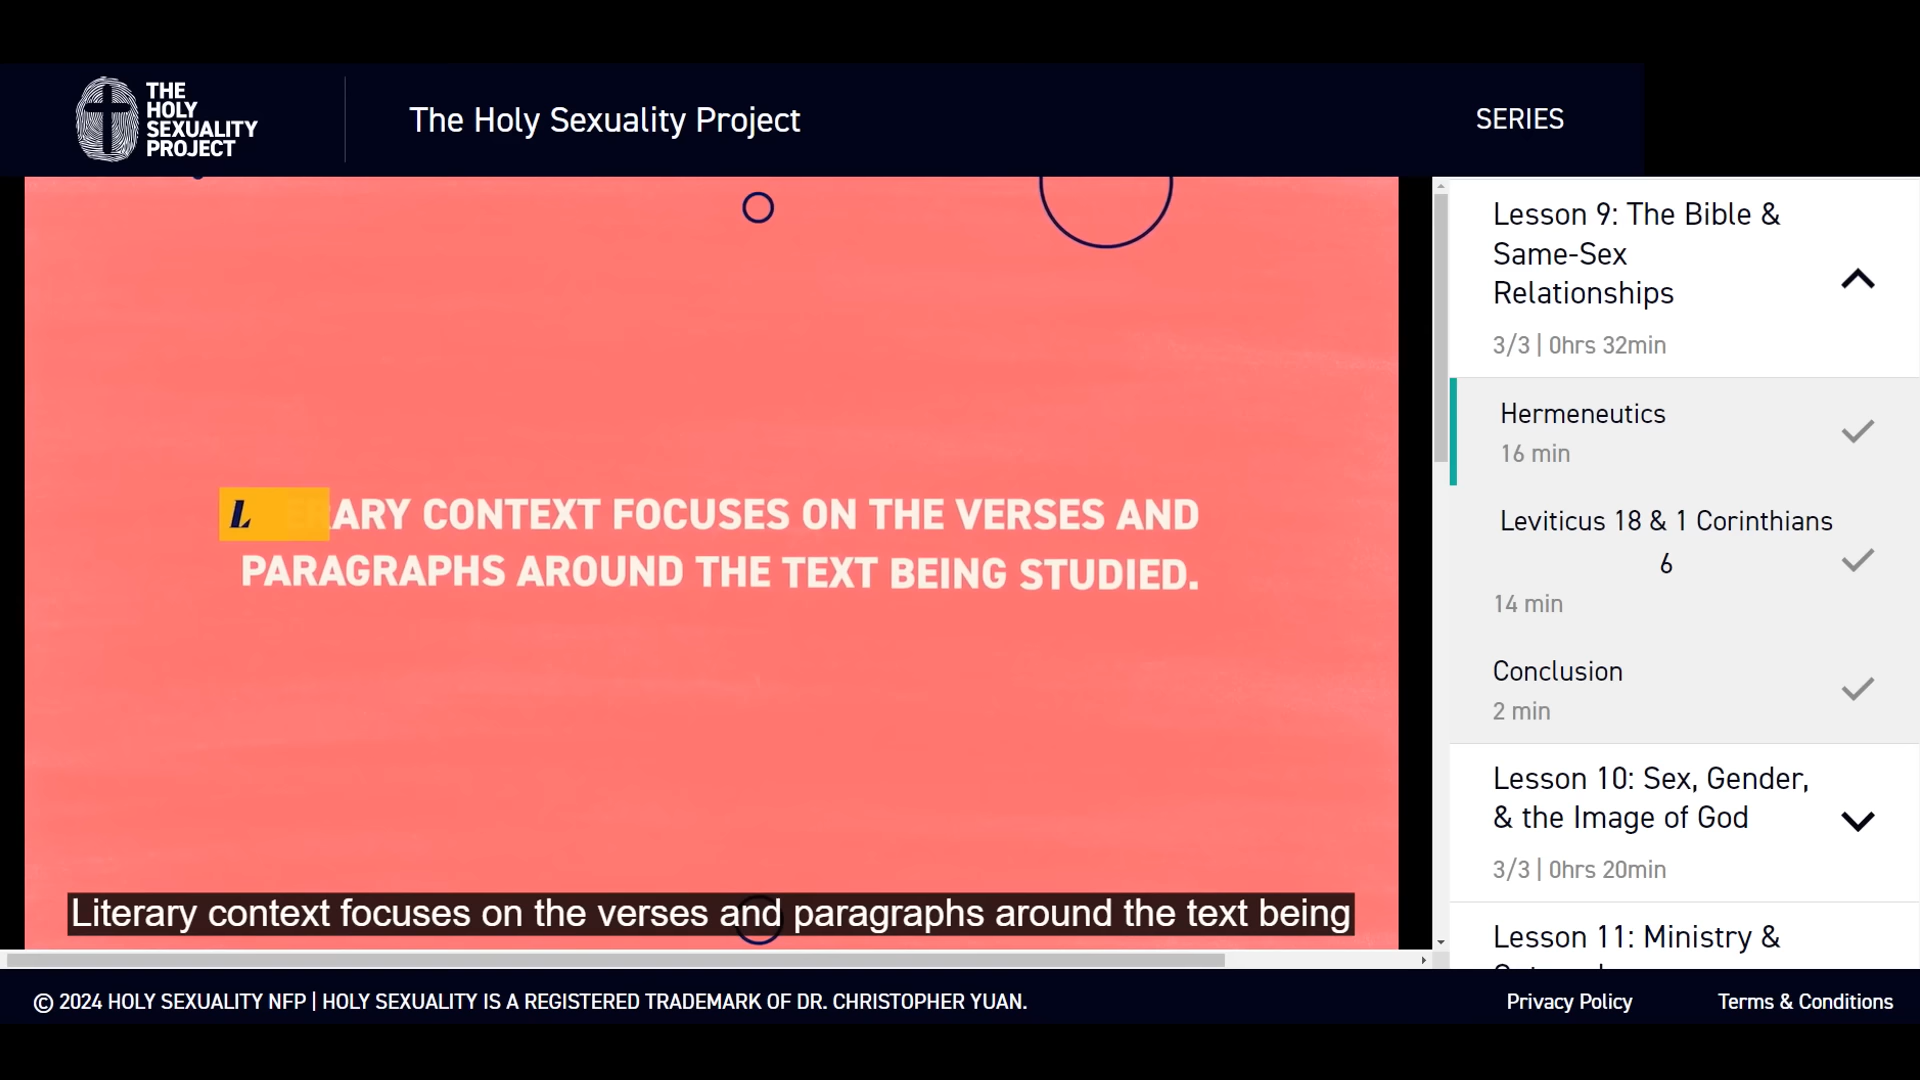 THE
HOLY
SEXUALITY
PROJECT
The Holy Sexuality Project
SERIES
L RARY CONTEXT FOCUSES ON THE VERSES AND
PARAGRAPHS AROUND THE TEXT BEING STUDIED.
Literary context focuses on the verses and paragraphs around the text being
Lesson 9: The Bible &
Same-Sex
Relationships
3/3 | 0hrs 32min
Hermeneutics
16 min
Leviticus 18 & 1 Corinthians
6
14 min
Conclusion
2 min
Lesson 10: Sex, Gender,
& the Image of God
3/3 | 0hrs 20min
Lesson 11: Ministry &
© 2024 HOLY SEXUALITY NFP | HOLY SEXUALITY IS A REGISTERED TRADEMARK OF DR. CHRISTOPHER YUAN.
Privacy Policy
Terms & Conditions